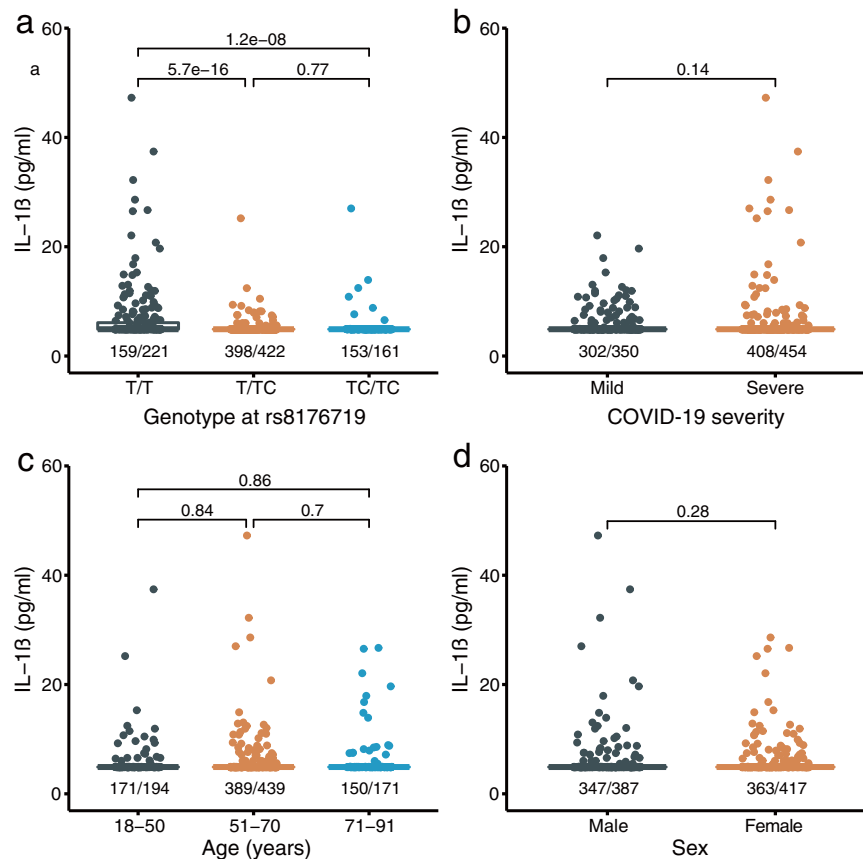 a
60
1.2e−08
a
5.7e−16
0.77
40
IL−1ß (pg/ml)
20
0
159/221
398/422
153/161
T/T
T/TC
TC/TC
Genotype at rs8176719
b
60
0.14
40
IL−1ß (pg/ml)
20
0
302/350
408/454
Mild
Severe
COVID-19 severity
c
60
0.86
0.84
0.7
40
IL−1ß (pg/ml)
20
0
171/194
389/439
150/171
18−50
51−70
71−91
Age (years)
d
60
0.28
40
IL−1ß (pg/ml)
20
0
347/387
363/417
Male
Female
Sex